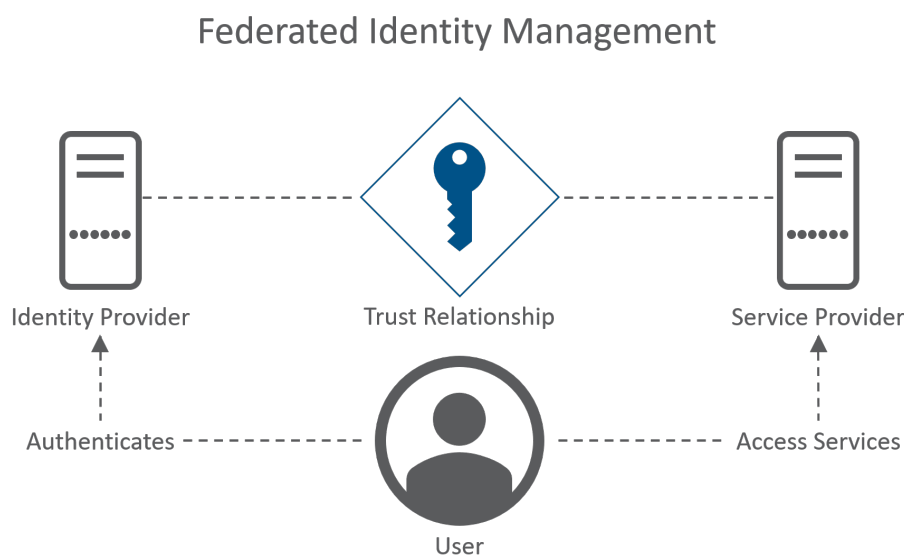 Federated Identity Management
Identity Provider
Trust Relationship
Service Provider
Authenticates
Access Services
User